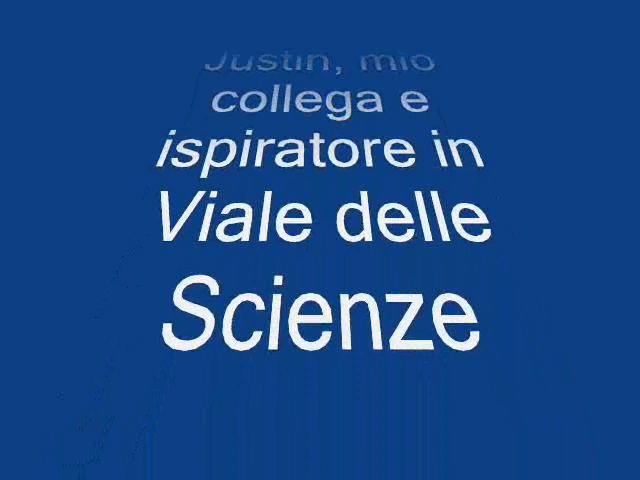 Justin, mio
collega e
ispiratore in
Viale delle
Scienze